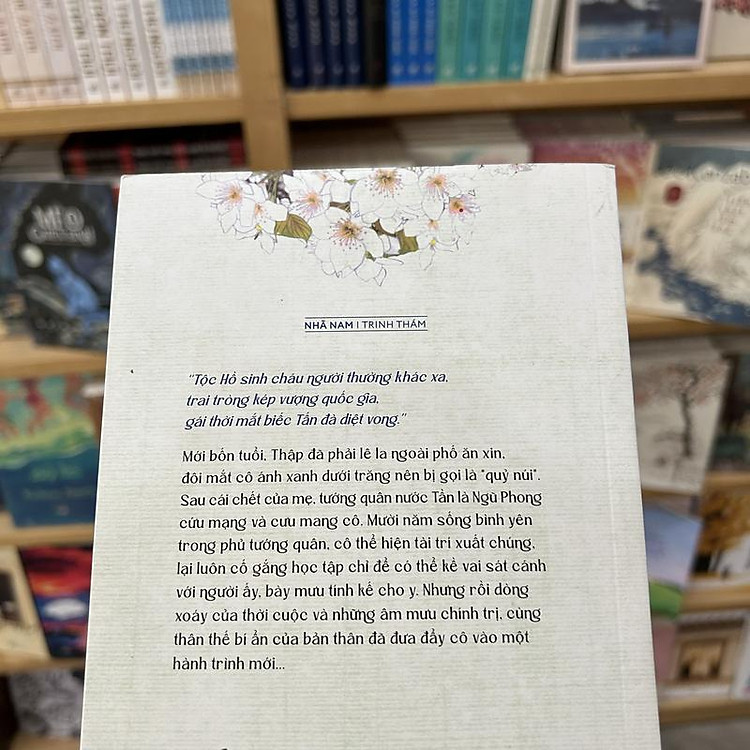 NHÃ NAM | TRINH THÁM
"Tộc Hồ sinh cháu người thường khác xa,
trai tròng kép vượng quốc gia,
gái thời mắt biếc Tấn đà diệt vong."
Mới bốn tuổi, Thập đã phải lê la ngoài phố ăn xin,
đôi mắt cô ánh xanh dưới trăng nên bị gọi là "quỷ núi".
Sau cái chết của mẹ, tướng quân nước Tần là Ngũ Phong
cứu mạng và cưu mang cô. Mười năm sống bình yên
trong phủ tướng quân, cô thể hiện tài trí xuất chúng,
lại luôn cố gắng học tập chỉ để có thể kề vai sát cánh
với người ấy, bày mưu tính kế cho y. Nhưng rồi dòng
xoáy của thời cuộc và những âm mưu chính trị, cùng
thân thế bí ẩn của bản thân đã đưa đẩy cô vào một
hành trình mới...